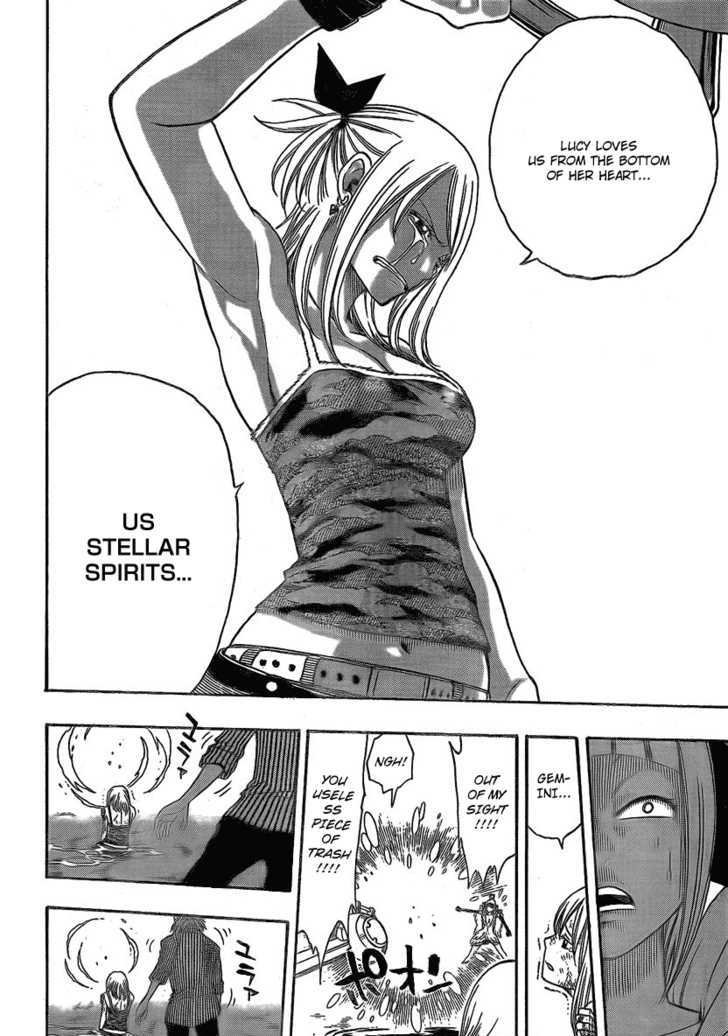 LUCY LOVES
US FROM THE BOTTOM
OF HER HEART...
US
STELLAR
SPIRITS...
GEM-
INI...
OUT
OF MY
SIGHT
!!!!
NGH!
YOU
USELE
SS
PIECE
OF
TRASH
!!!!